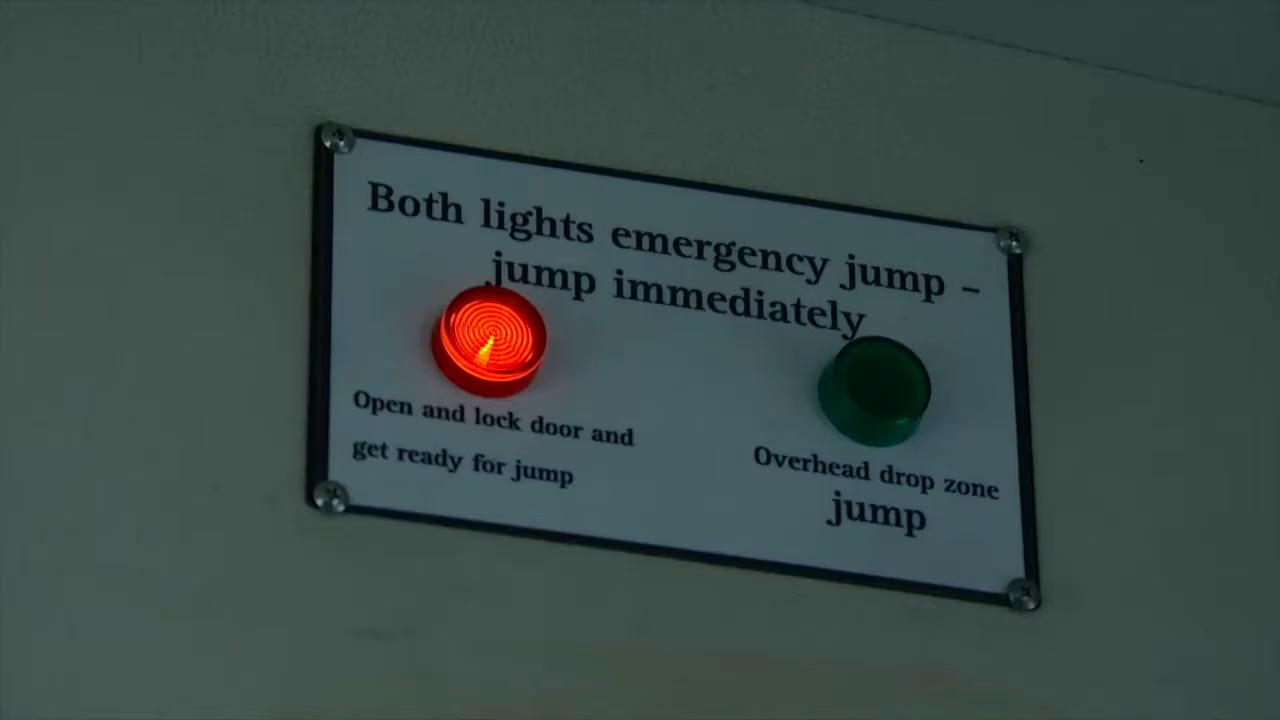 Both lights emergency jump –
jump immediately
Open and lock door and
get ready for jump
Overhead drop zone
jump